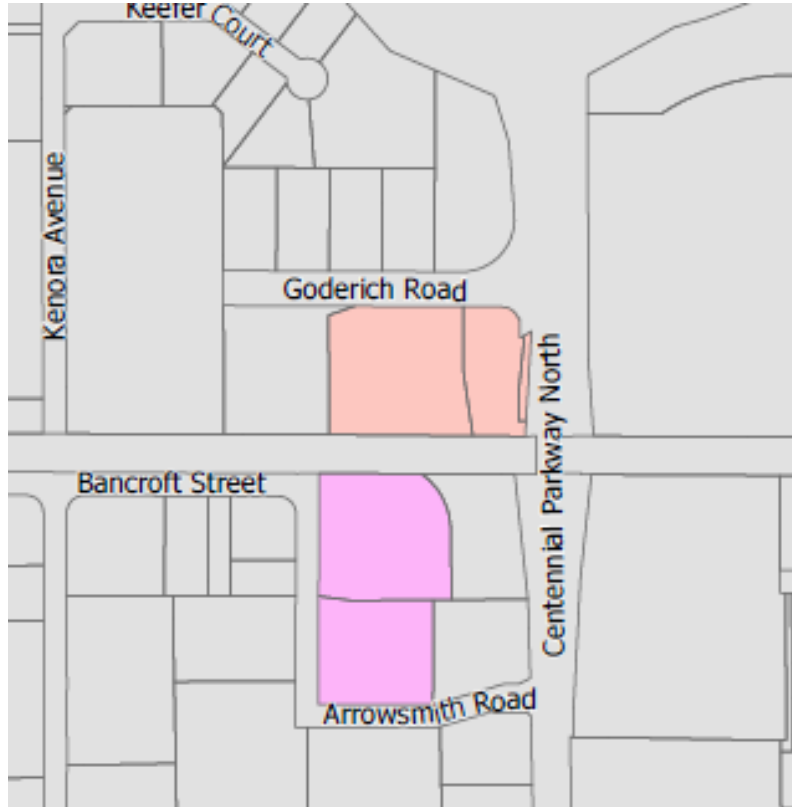 Keefer Court
Kenora Avenue
Goderich Road
Centennial Parkway North
Bancroft Street
Arrowsmith Road